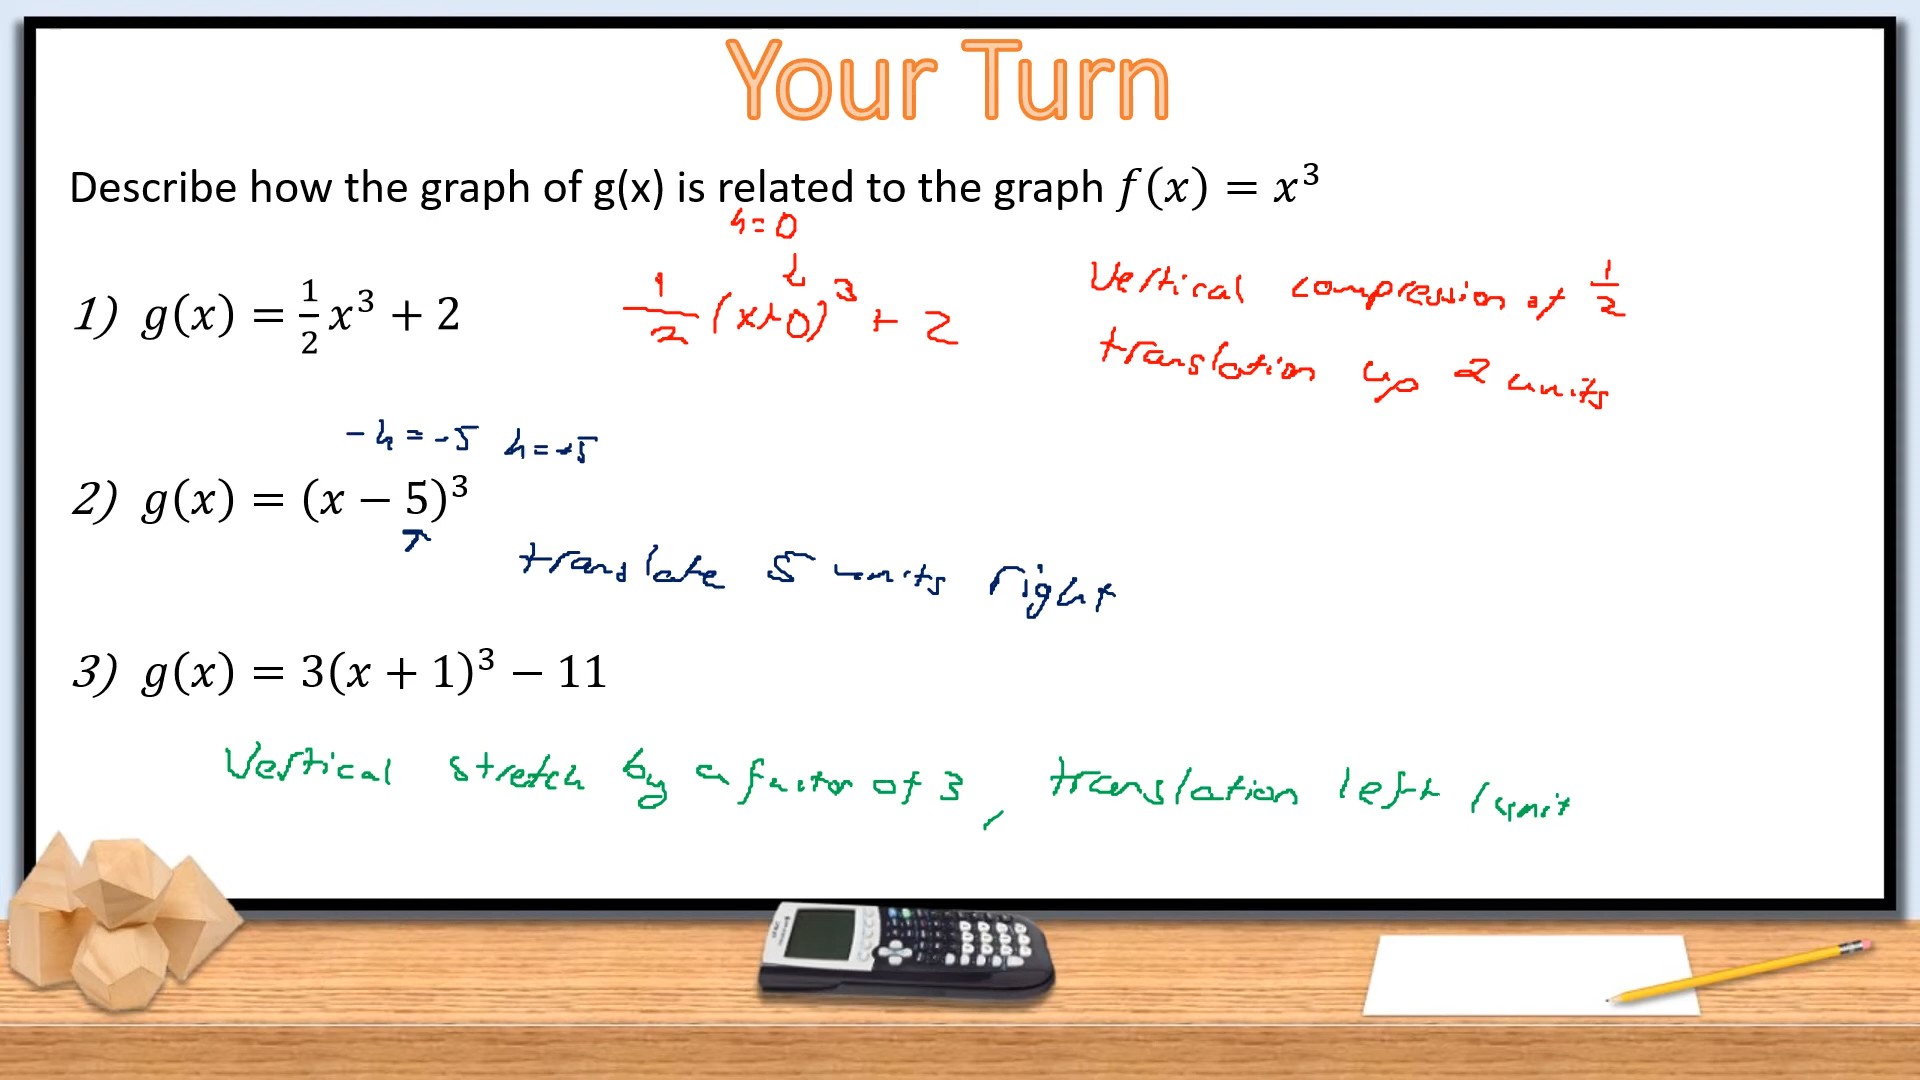 Your Turn
Describe how the graph of g(x) is related to the graph f(x) = x³
h = 0
1) g(x) = 1/2 x³ + 2
1/2 (x+0)³ + 2
Vertical compression of 1/2
translation up 2 units
-h = -5 h = +5
2) g(x) = (x − 5)³
translate 5 units right
3) g(x) = 3(x + 1)³ − 11
Vertical stretch by a factor of 3, translation left 1 unit